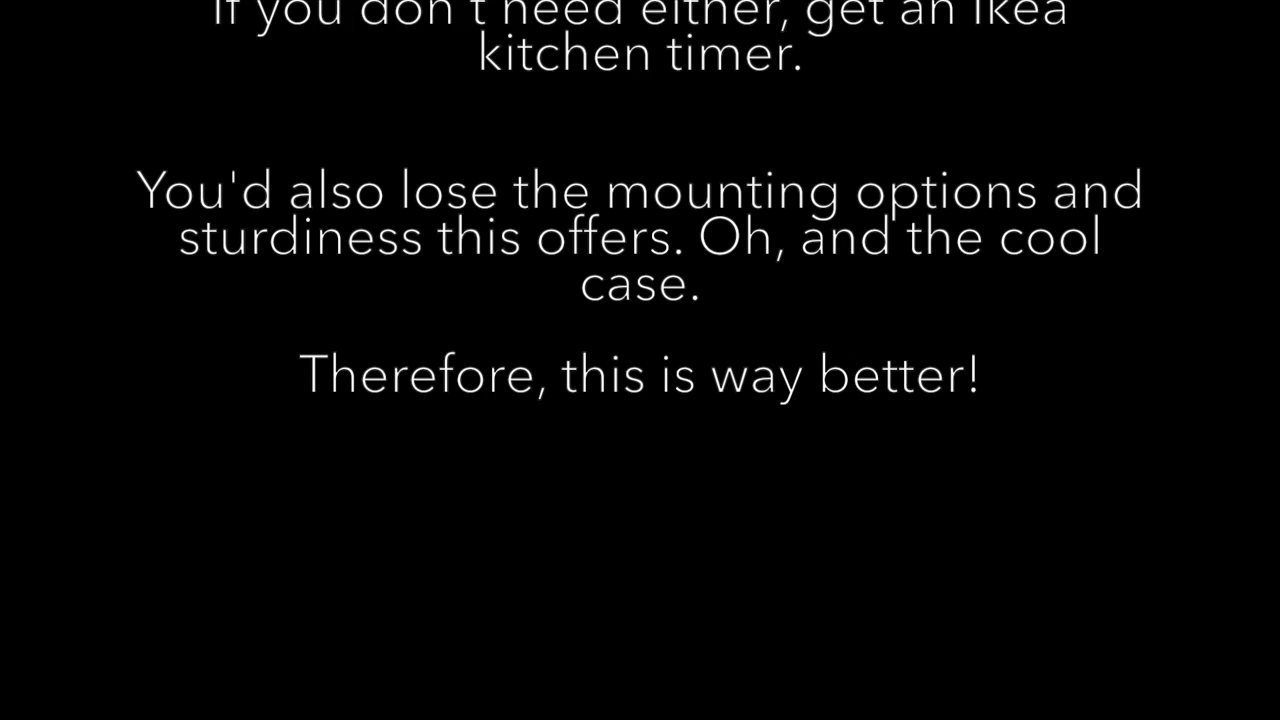 If you don't need either, get an Ikea
kitchen timer.
You'd also lose the mounting options and
sturdiness this offers. Oh, and the cool
case.
Therefore, this is way better!